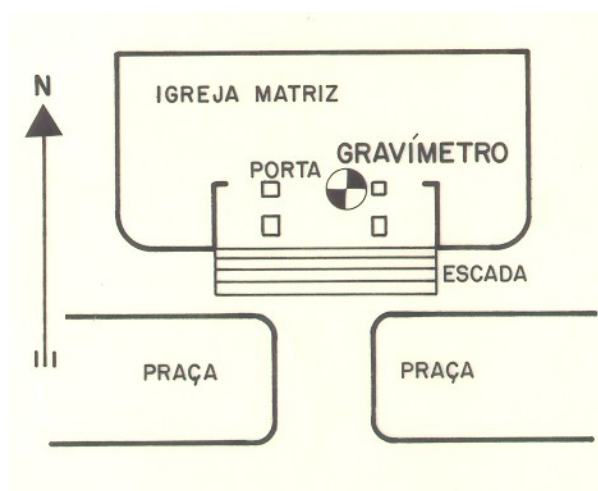 N
IGREJA MATRIZ
GRAVÍMETRO
PORTA
ESCADA
PRAÇA
PRAÇA